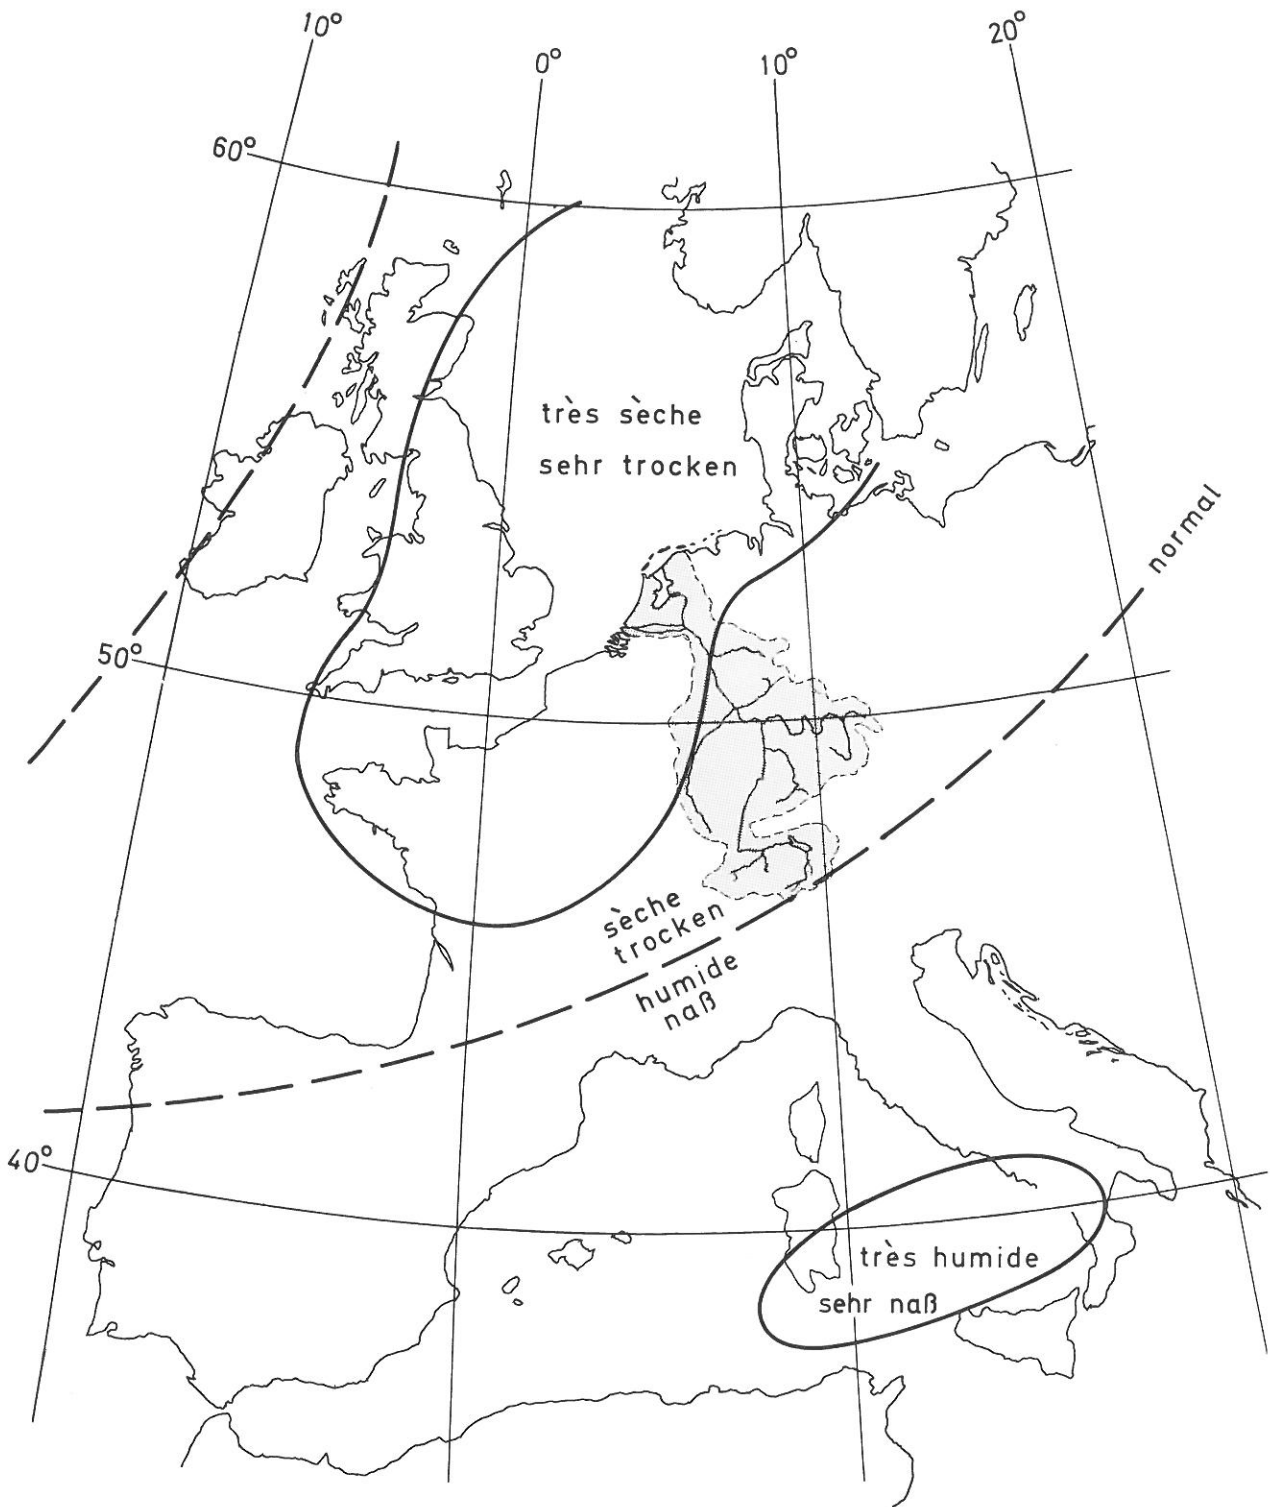 10°
0°
10°
20°
60°
très sèche
sehr trocken
normal
50°
sèche
trocken
humide
naß
40°
très humide
sehr naß